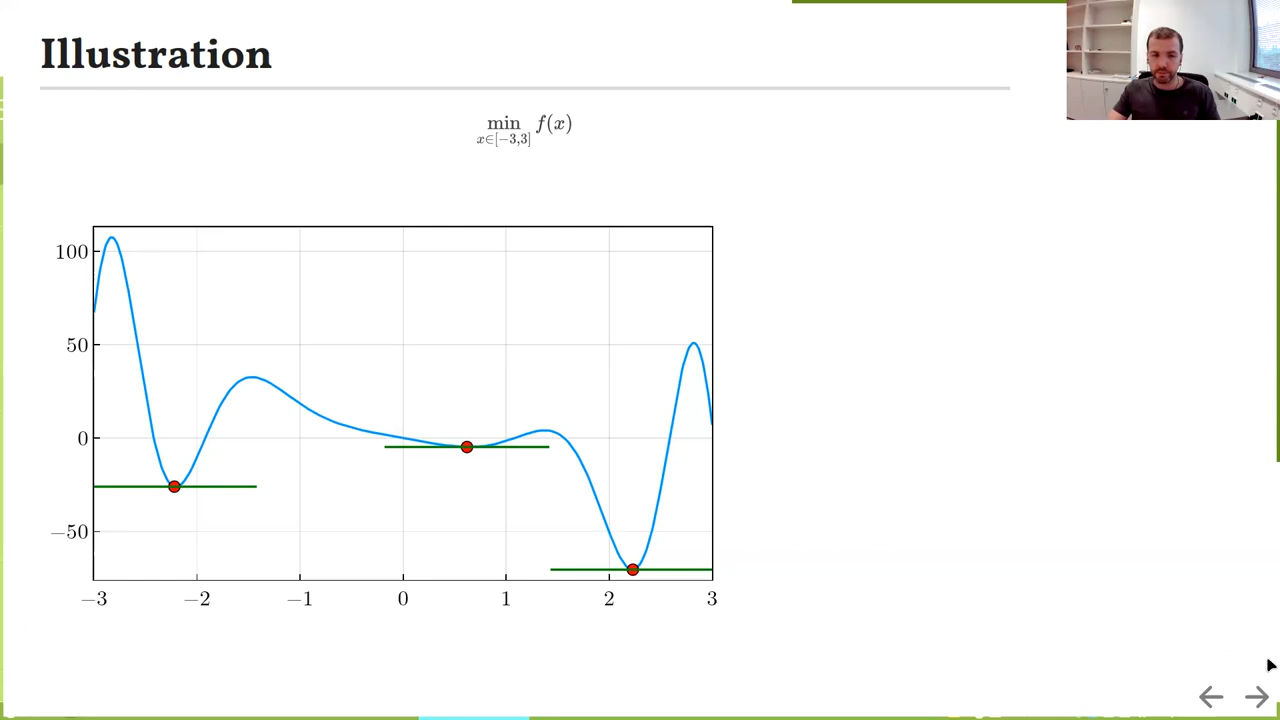 Illustration
min f(x)
x∈[−3,3]
100
50
0
−50
−3 −2 −1 0 1 2 3